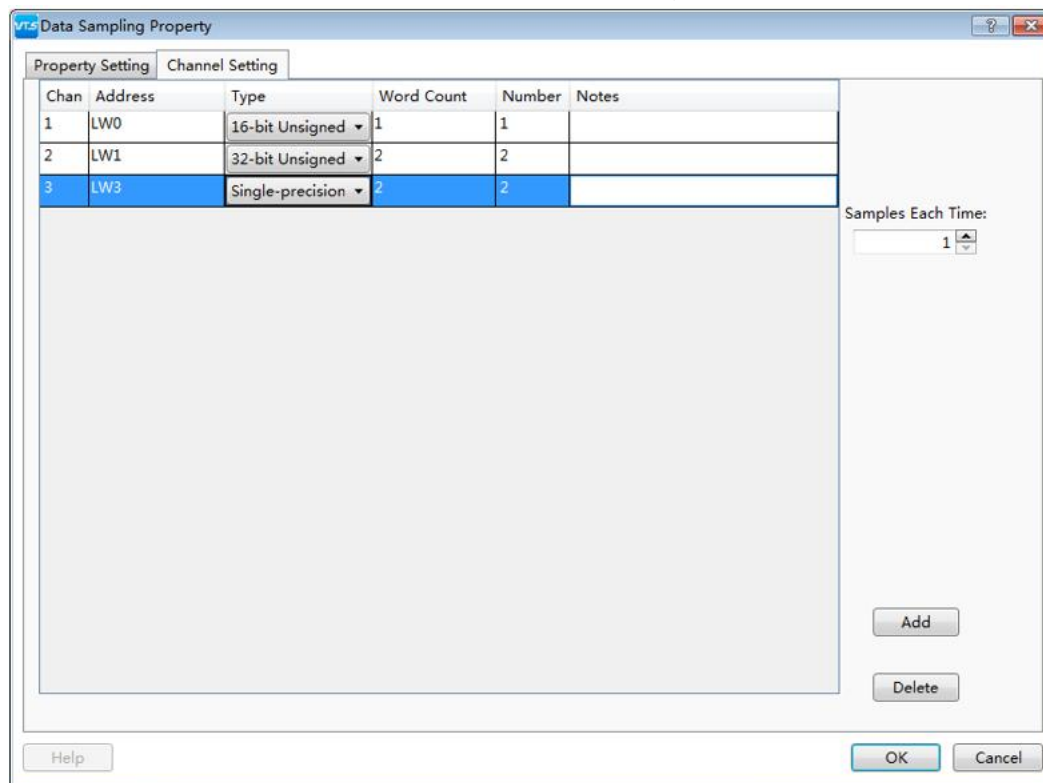 VT5 Data Sampling Property
Property Setting Channel Setting
Chan Address Type Word Count Number Notes
1 LW0 16-bit Unsigned 1 1
2 LW1 32-bit Unsigned 2 2
3 LW3 Single-precision 2 2
Samples Each Time:
1
Add
Delete
Help OK Cancel